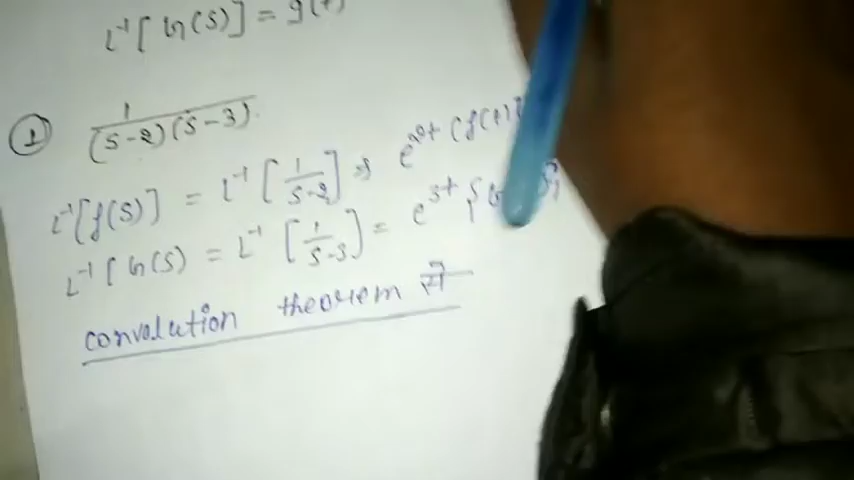 L⁻¹[h(s)] = g(t)
① 1/(s-2)(s-3)
L⁻¹[f(s)] = L⁻¹[1/s-2] = e²ᵗ (f(t)
L⁻¹[h(s) = L⁻¹[1/s-3] = e³ᵗ
convolution theorem से